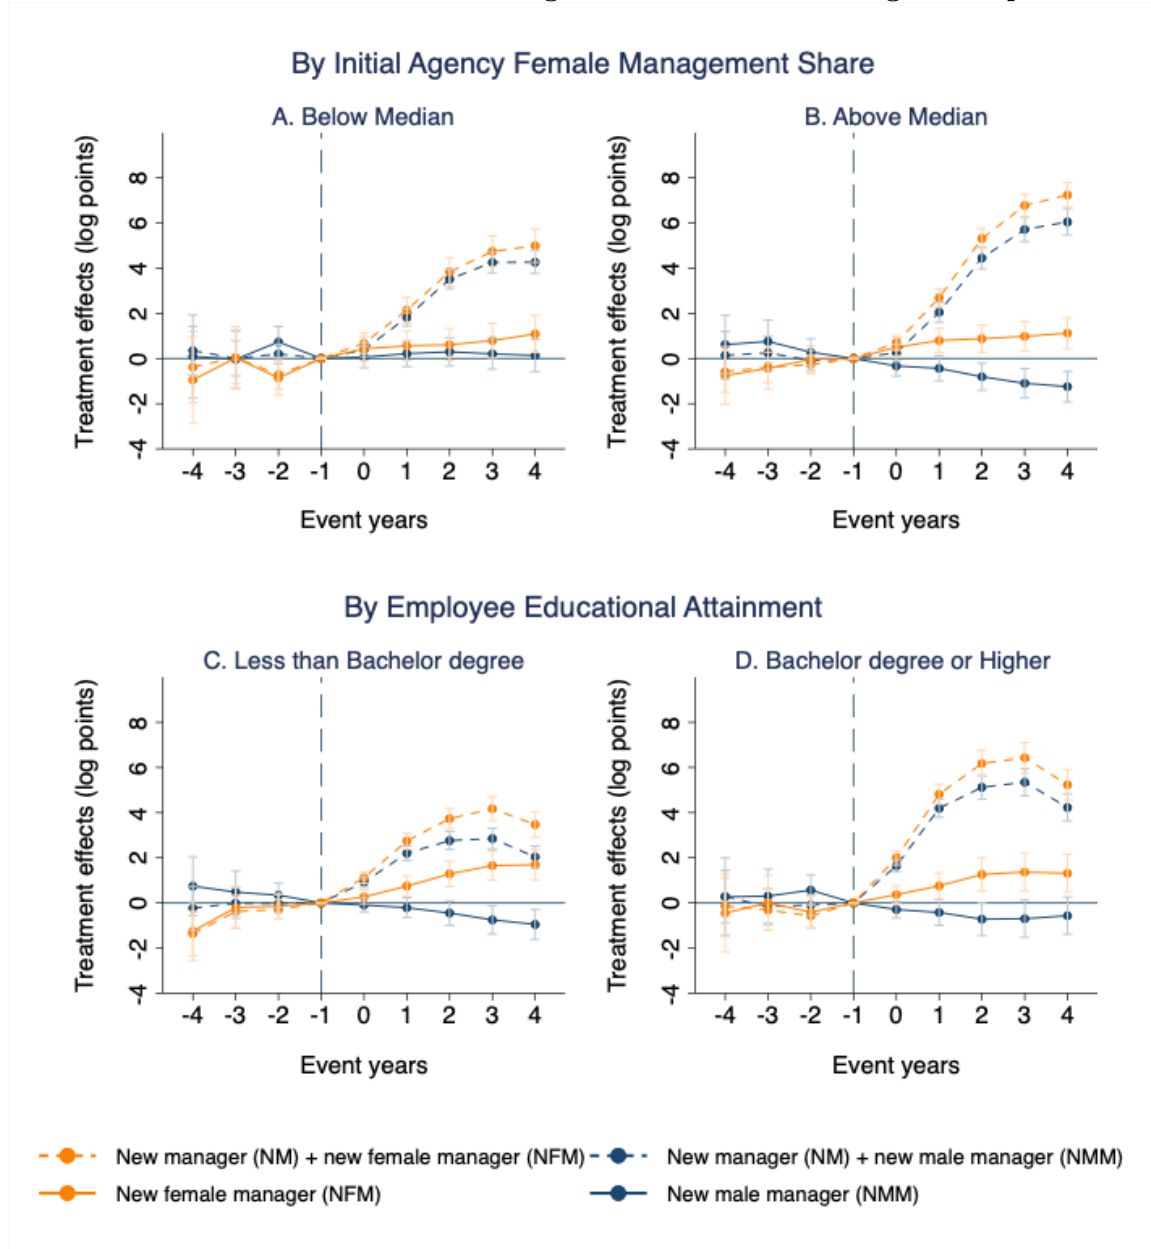 By Initial Agency Female Management Share
A. Below Median
B. Above Median
Treatment effects (log points)
8
6
4
2
0
-2
-4
-4 -3 -2 -1 0 1 2 3 4
Event years
Treatment effects (log points)
8
6
4
2
0
-2
-4
-4 -3 -2 -1 0 1 2 3 4
Event years
By Employee Educational Attainment
C. Less than Bachelor degree
D. Bachelor degree or Higher
Treatment effects (log points)
8
6
4
2
0
-2
-4
-4 -3 -2 -1 0 1 2 3 4
Event years
Treatment effects (log points)
8
6
4
2
0
-2
-4
-4 -3 -2 -1 0 1 2 3 4
Event years
New manager (NM) + new female manager (NFM)
New manager (NM) + new male manager (NMM)
New female manager (NFM)
New male manager (NMM)